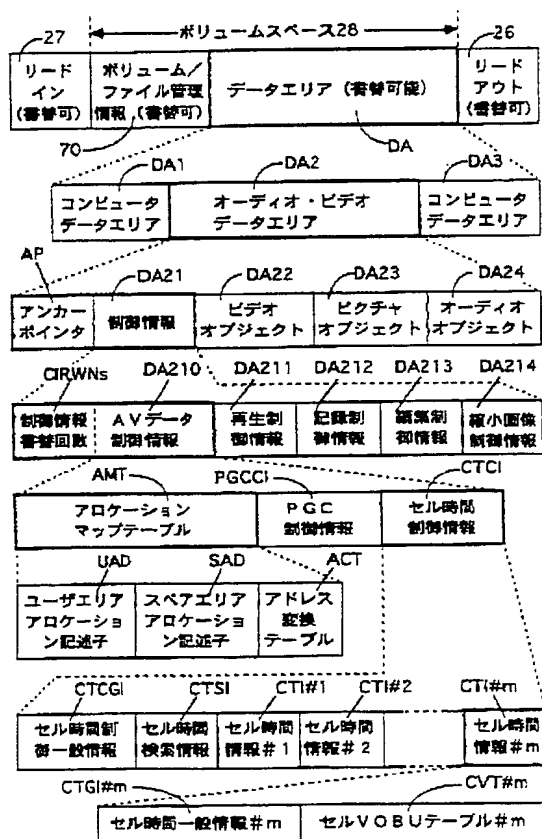 ボリュームスペース28
27
26
リード
イン
(書替可)
ボリューム/
ファイル管理
情報(書替可)
データエリア(書替可能)
リード
アウト
(書替可)
70
DA
DA1
DA2
DA3
コンピュータ
データエリア
オーディオ・ビデオ
データエリア
コンピュータ
データエリア
AP
DA21
DA22
DA23
DA24
アンカー
ポインタ
制御情報
ビデオ
オブジェクト
ピクチャ
オブジェクト
オーディオ
オブジェクト
CIRWNs
DA210
DA211
DA212
DA213
DA214
制御情報
書替回数
AVデータ
制御情報
再生制
御情報
記録制
御情報
編集制
御情報
縮小画像
制御情報
AMT
PGCCI
CTCI
アロケーション
マップテーブル
PGC
制御情報
セル時間
制御情報
UAD
SAD
ACT
ユーザエリア
アロケーショ
ン記述子
スペアエリア
アロケーショ
ン記述子
アドレス
変換
テーブル
CTCGI
CTSI
CTI#1
CTI#2
CTI#m
セル時間制
御一般情報
セル時間
検索情報
セル時間
情報#1
セル時間
情報#2
セル時間
情報#m
CTGI#m
CVT#m
セル時間一般情報#m
セルVOBUテーブル#m